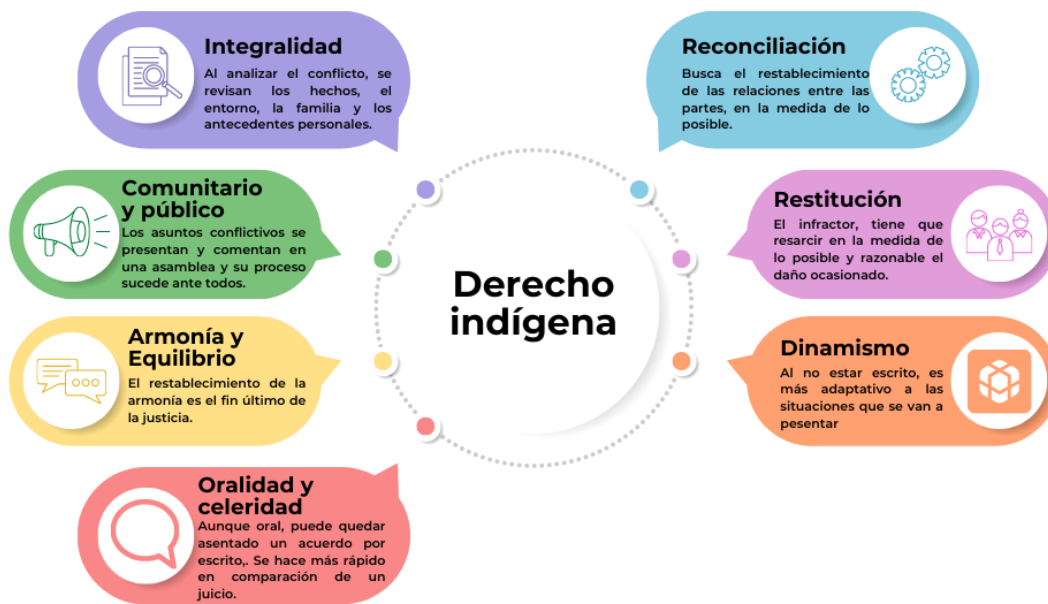 Integralidad
Al analizar el conflicto, se
revisan los hechos, el
entorno, la familia y los
antecedentes personales.
Comunitario
y público
Los asuntos conflictivos se
presentan y comentan en
una asamblea y su proceso
sucede ante todos.
Armonía y
Equilibrio
El restablecimiento de la
armonía es el fin último de
la justicia.
Oralidad y
celeridad
Aunque oral, puede quedar
asentado un acuerdo por
escrito,. Se hace más rápido
en comparación de un
juicio.
Derecho
indígena
Reconciliación
Busca el restablecimiento
de las relaciones entre las
partes, en la medida de lo
posible.
Restitución
El infractor, tiene que
resarcir en la medida de
lo posible y razonable el
daño ocasionado.
Dinamismo
Al no estar escrito, es
más adaptativo a las
situaciones que se van a
pesentar